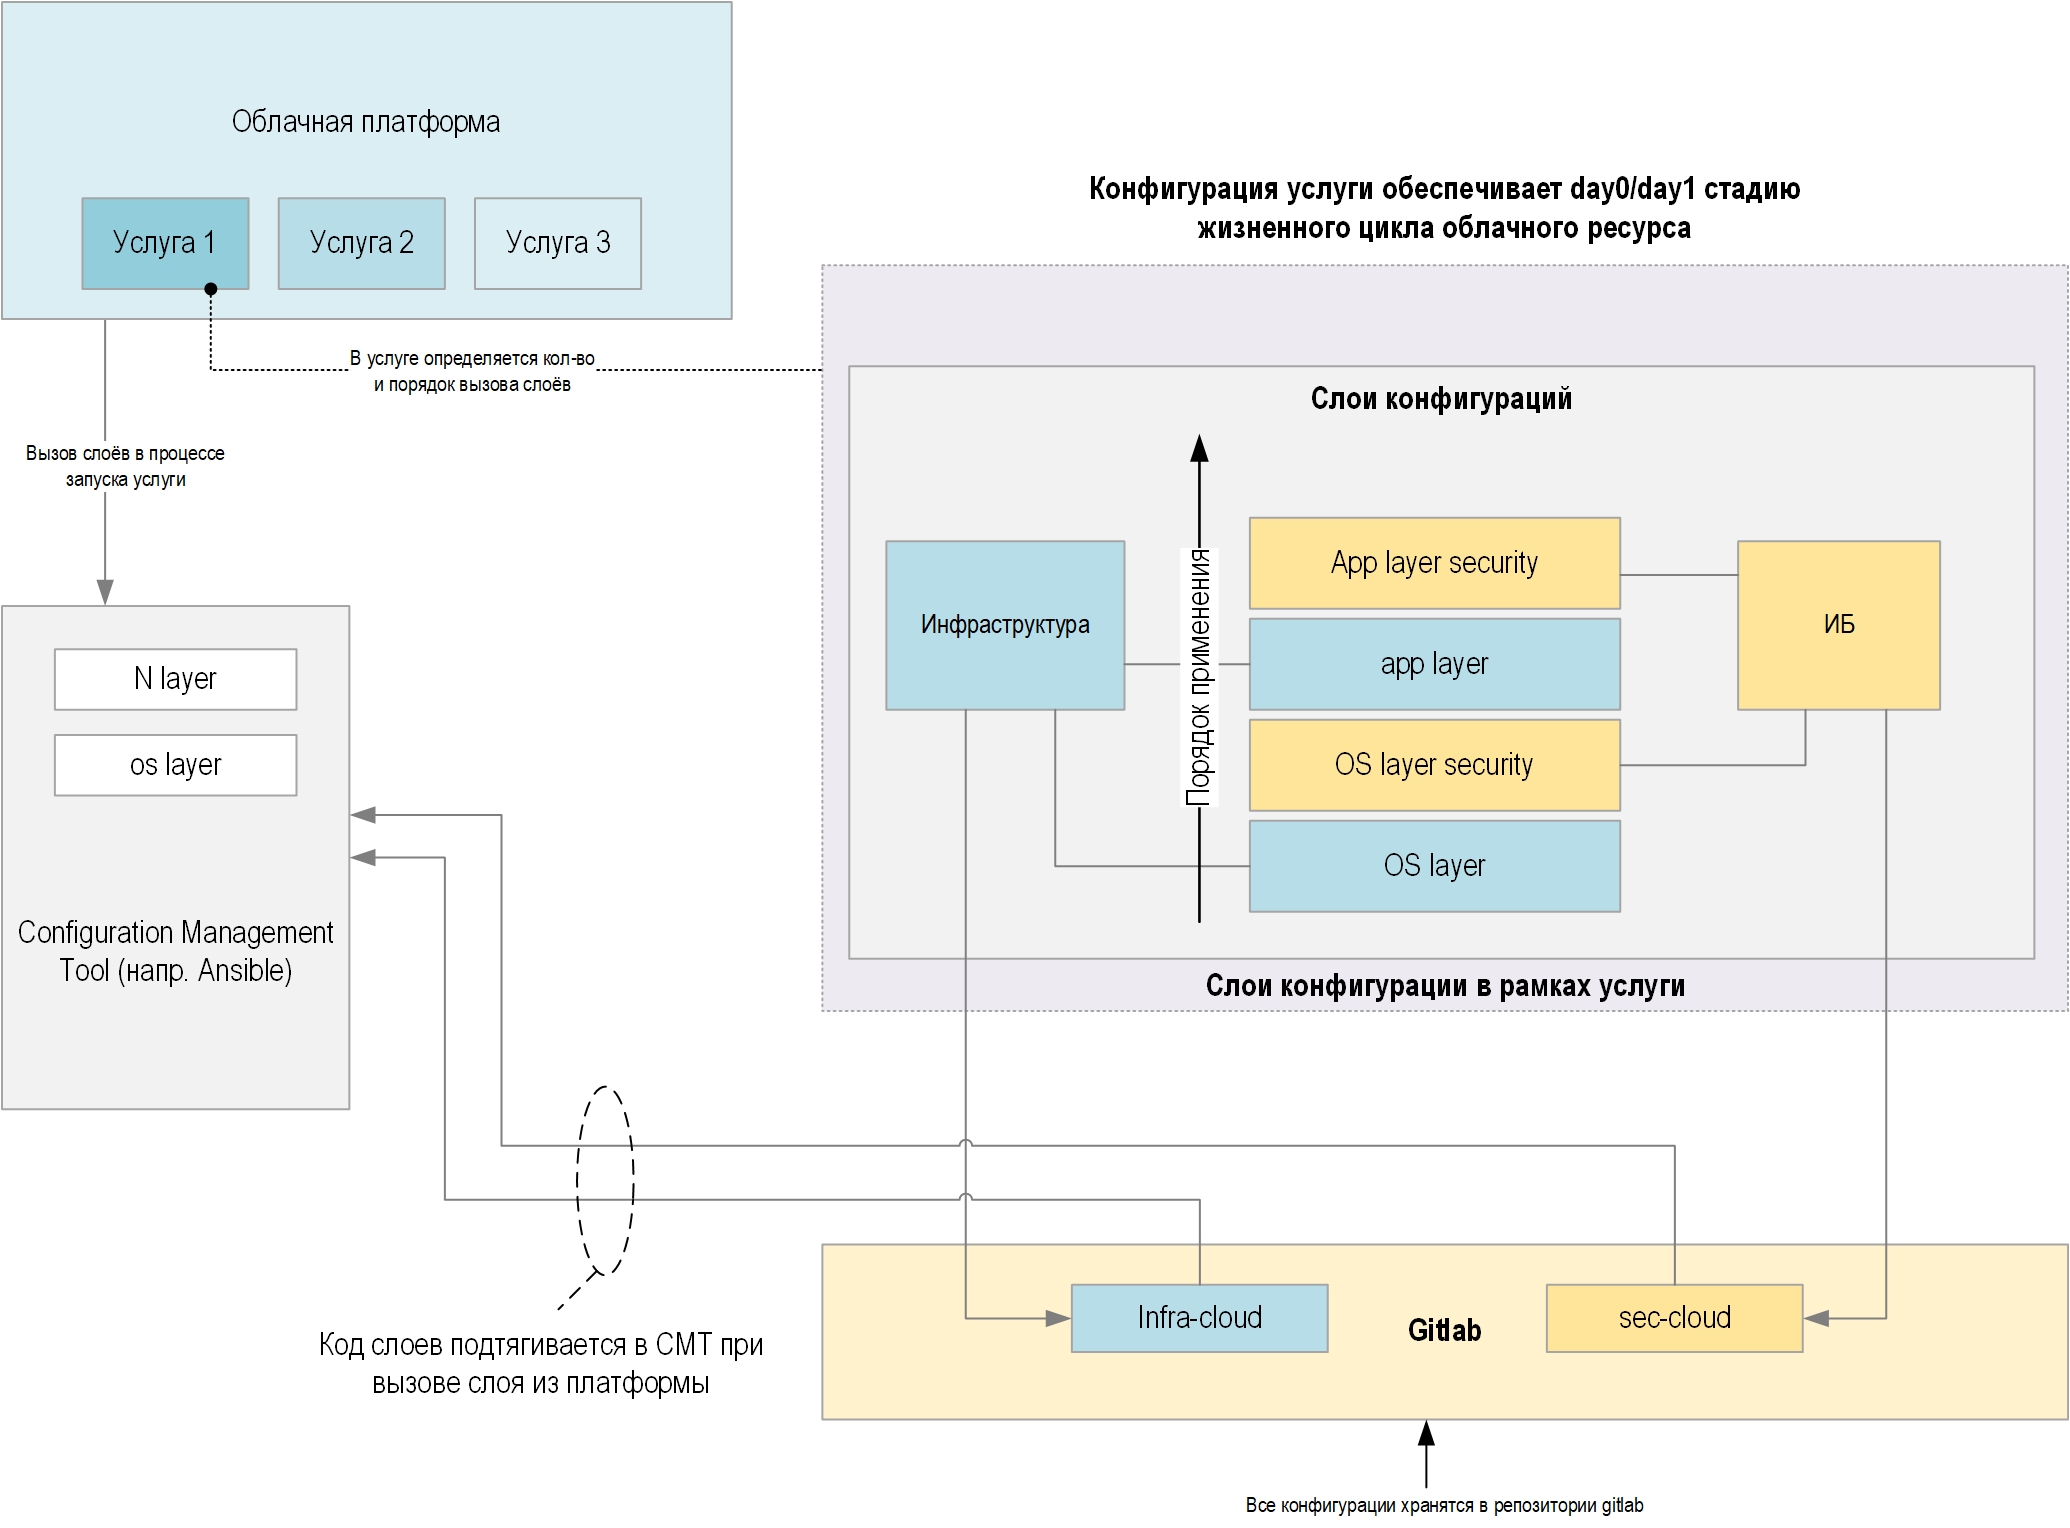 Облачная платформа
Услуга 1
Услуга 2
Услуга 3
В услуге определяется кол-во
и порядок вызова слоёв
Вызов слоёв в процессе
запуска услуги
N layer
os layer
Configuration Management
Tool (напр. Ansible)
Конфигурация услуги обеспечивает day0/day1 стадию
жизненного цикла облачного ресурса
Слои конфигураций
Инфраструктура
Порядок применения
App layer security
app layer
OS layer security
OS layer
ИБ
Слои конфигурации в рамках услуги
Код слоев подтягивается в CMT при
вызове слоя из платформы
Infra-cloud
Gitlab
sec-cloud
Все конфигурации хранятся в репозитории gitlab